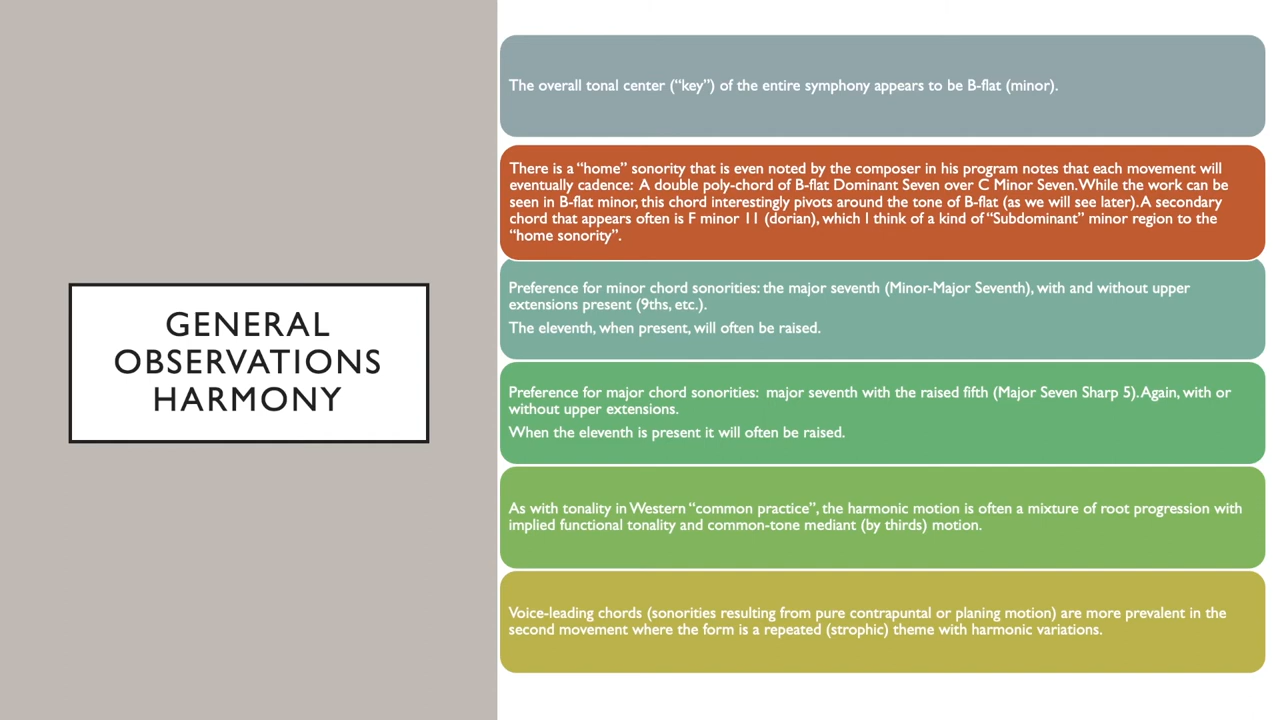 GENERAL
OBSERVATIONS
HARMONY
The overall tonal center (“key”) of the entire symphony appears to be B-flat (minor).
There is a “home” sonority that is even noted by the composer in his program notes that each movement will
eventually cadence:  A double poly-chord of B-flat Dominant Seven over C Minor Seven. While the work can be
seen in B-flat minor, this chord interestingly pivots around the tone of B-flat (as we will see later). A secondary
chord that appears often is F minor 11 (dorian), which I think of a kind of “Subdominant” minor region to the
“home sonority”.
Preference for minor chord sonorities: the major seventh (Minor-Major Seventh), with and without upper
extensions present (9ths, etc.).
The eleventh, when present, will often be raised.
Preference for major chord sonorities:  major seventh with the raised fifth (Major Seven Sharp 5). Again, with or
without upper extensions.
When the eleventh is present it will often be raised.
As with tonality in Western “common practice”, the harmonic motion is often a mixture of root progression with
implied functional tonality and common-tone mediant (by thirds) motion.
Voice-leading chords (sonorities resulting from pure contrapuntal or planing motion) are more prevalent in the
second movement where the form is a repeated (strophic) theme with harmonic variations.